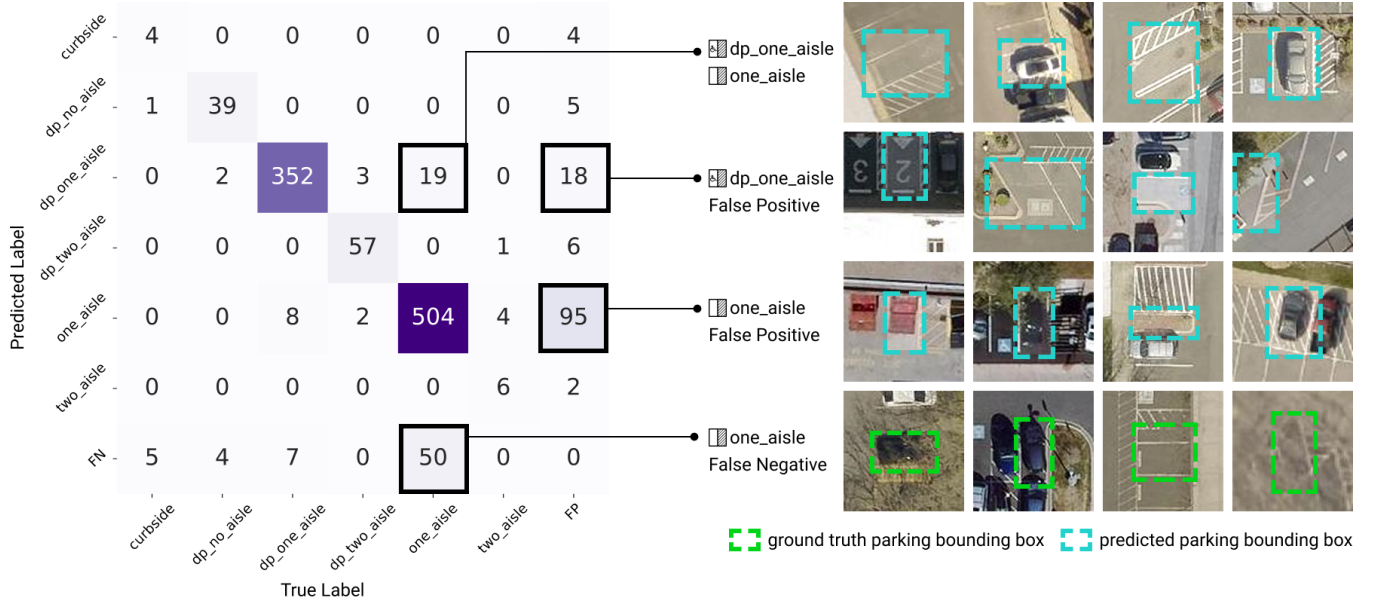 Predicted Label
curbside 4 0 0 0 0 0 4
dp_no_aisle 1 39 0 0 0 0 5
dp_one_aisle 0 2 352 3 19 0 18
dp_two_aisle 0 0 0 57 0 1 6
one_aisle 0 0 8 2 504 4 95
two_aisle 0 0 0 0 0 6 2
FN 5 4 7 0 50 0 0
curbside dp_no_aisle dp_one_aisle dp_two_aisle one_aisle two_aisle FP
True Label
dp_one_aisle
one_aisle
dp_one_aisle
False Positive
one_aisle
False Positive
one_aisle
False Negative
3 2
ground truth parking bounding box
predicted parking bounding box